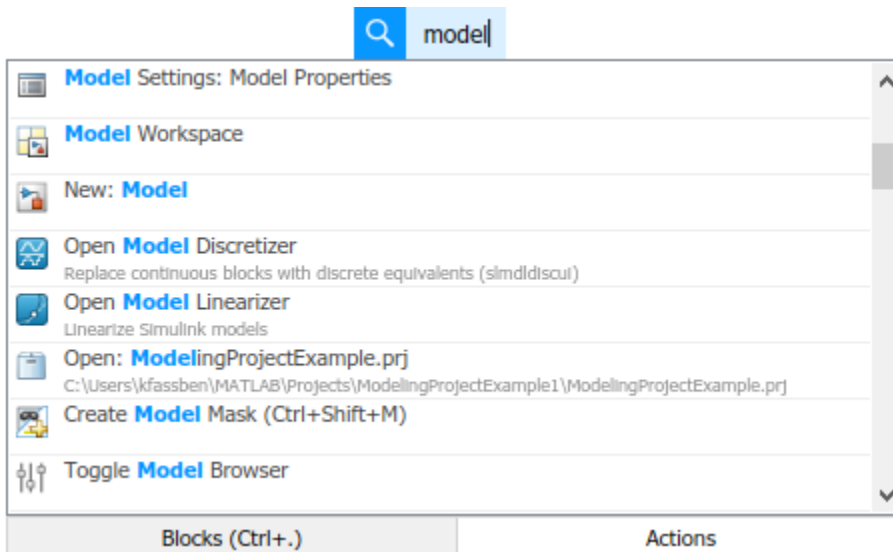 model
Model Settings: Model Properties
Model Workspace
New: Model
Open Model Discretizer
Replace continuous blocks with discrete equivalents (slmdldiscui)
Open Model Linearizer
Linearize Simulink models
Open: ModelingProjectExample.prj
C:\Users\kfassben\MATLAB\Projects\ModelingProjectExample1\ModelingProjectExample.prj
Create Model Mask (Ctrl+Shift+M)
Toggle Model Browser
Blocks (Ctrl+.)
Actions